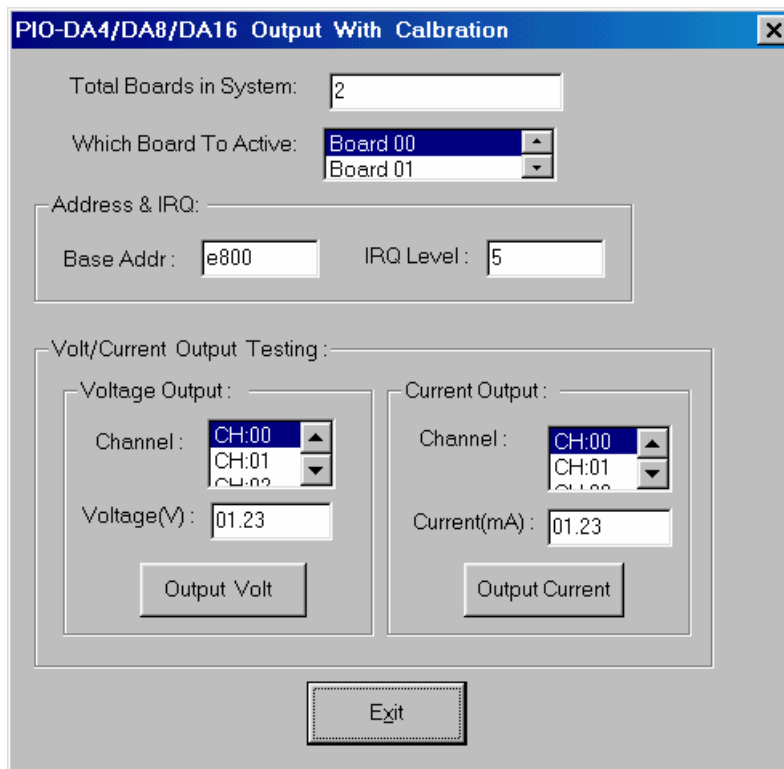 PIO-DA4/DA8/DA16 Output With Calbration
Total Boards in System: 2
Which Board To Active: Board 00
Board 01
Address & IRQ:
Base Addr : e800 IRQ Level : 5
Volt/Current Output Testing :
Voltage Output :
Channel : CH:00
CH:01
Voltage(V) : 01.23
Output Volt
Current Output :
Channel : CH:00
CH:01
Current(mA) : 01.23
Output Current
Exit